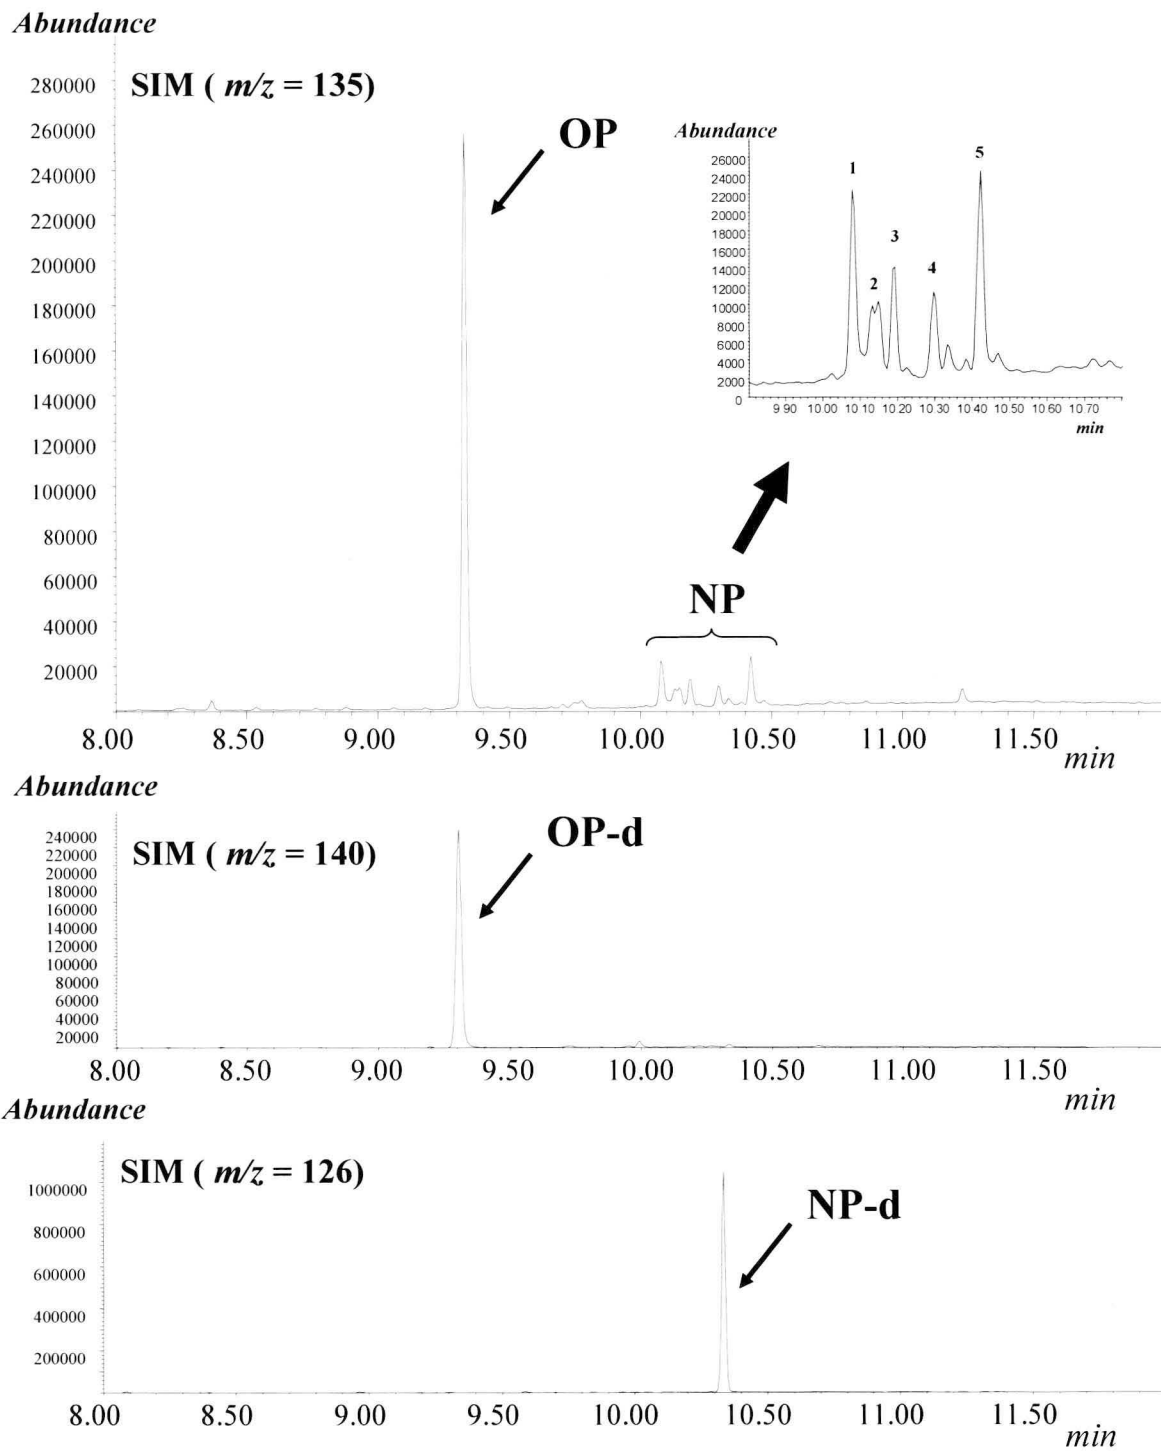 Abundance
SIM ( m/z = 135)
OP
280000
260000
240000
220000
200000
180000
160000
140000
120000
100000
80000
60000
40000
20000
Abundance
26000
24000
22000
20000
18000
16000
14000
12000
10000
8000
6000
4000
2000
0
1
2
3
4
5
9 90 10 00 10 10 10 20 10 30 10 40 10 50 10 60 10 70
min
NP
8.00 8.50 9.00 9.50 10.00 10.50 11.00 11.50
min
Abundance
SIM ( m/z = 140)
OP-d
240000
220000
200000
180000
160000
140000
120000
100000
80000
60000
40000
20000
8.00 8.50 9.00 9.50 10.00 10.50 11.00 11.50
min
Abundance
SIM ( m/z = 126)
NP-d
1000000
800000
600000
400000
200000
8.00 8.50 9.00 9.50 10.00 10.50 11.00 11.50
min